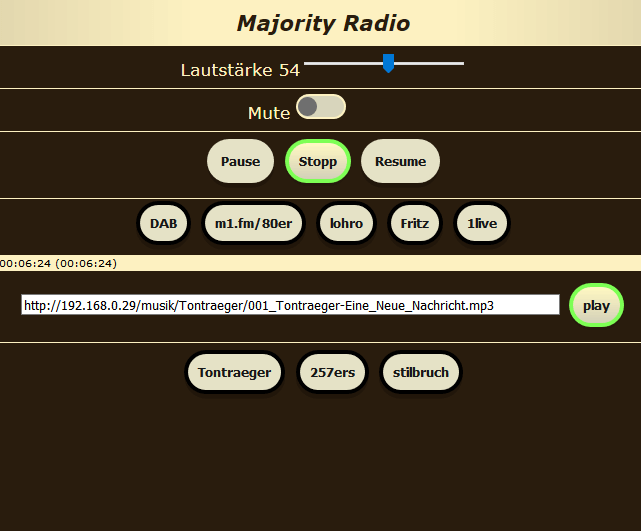 Majority Radio
Lautstärke 54
Mute
Pause Stopp Resume
DAB m1.fm/80er lohro Fritz 1live
00:06:24 (00:06:24)
http://192.168.0.29/musik/Tontraeger/001_Tontraeger-Eine_Neue_Nachricht.mp3 play
Tontraeger 257ers stilbruch